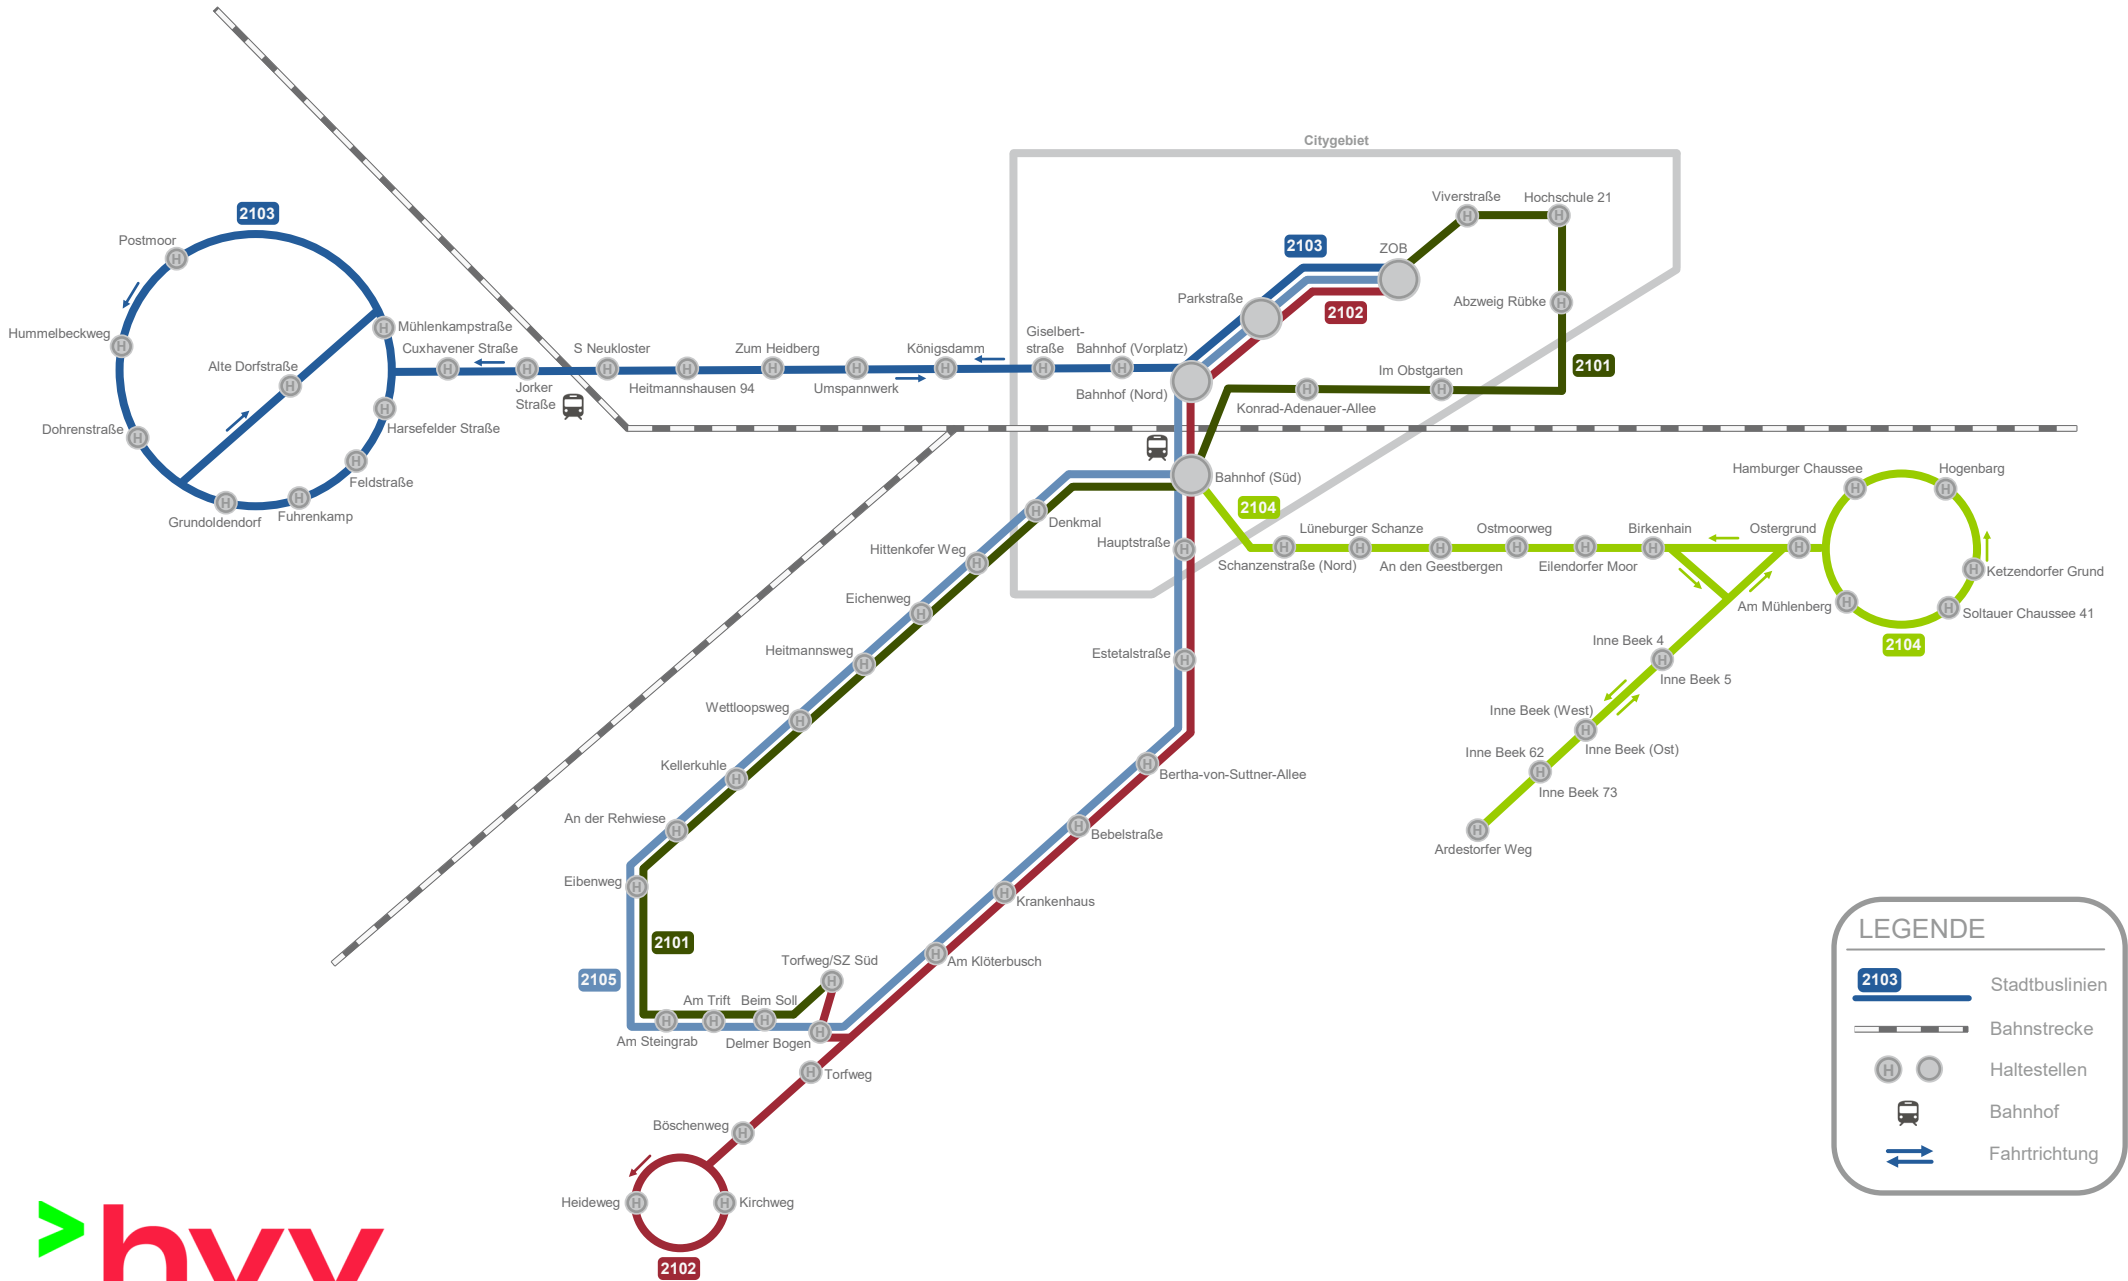 Citygebiet
Viverstraße
Hochschule 21
2103
Postmoor
2103
ZOB
Parkstraße
Abzweig Rübke
2102
Hummelbeckweg
Mühlenkampstraße
Cuxhavener Straße
S Neukloster
Zum Heidberg
Königsdamm
Giselbert-
straße
Bahnhof (Vorplatz)
Alte Dorfstraße
Jorker
Straße
Heitmannshausen 94
Umspannwerk
Bahnhof (Nord)
Im Obstgarten
2101
Konrad-Adenauer-Allee
Dohrenstraße
Harsefelder Straße
Feldstraße
Grundoldendorf
Fuhrenkamp
Bahnhof (Süd)
Hamburger Chaussee
Hogenbarg
2104
Denkmal
Lüneburger Schanze
Ostmoorweg
Birkenhain
Ostergrund
Hauptstraße
Hittenkofer Weg
Schanzenstraße (Nord)
An den Geestbergen
Eilendorfer Moor
Ketzendorfer Grund
Eichenweg
Am Mühlenberg
Soltauer Chaussee 41
2104
Heitmannsweg
Estetalstraße
Inne Beek 4
Inne Beek 5
Wettloopsweg
Inne Beek (West)
Inne Beek (Ost)
Kellerkuhle
Inne Beek 62
Bertha-von-Suttner-Allee
Inne Beek 73
An der Rehwiese
Bebelstraße
Ardestorfer Weg
Eibenweg
Krankenhaus
2101
Torfweg/SZ Süd
Am Klöterbusch
2105
Am Trift
Beim Soll
Am Steingrab
Delmer Bogen
Torfweg
Böschenweg
Heideweg
Kirchweg
2102
LEGENDE
2103
Stadtbuslinien
Bahnstrecke
H
Haltestellen
Bahnhof
Fahrtrichtung
hvv